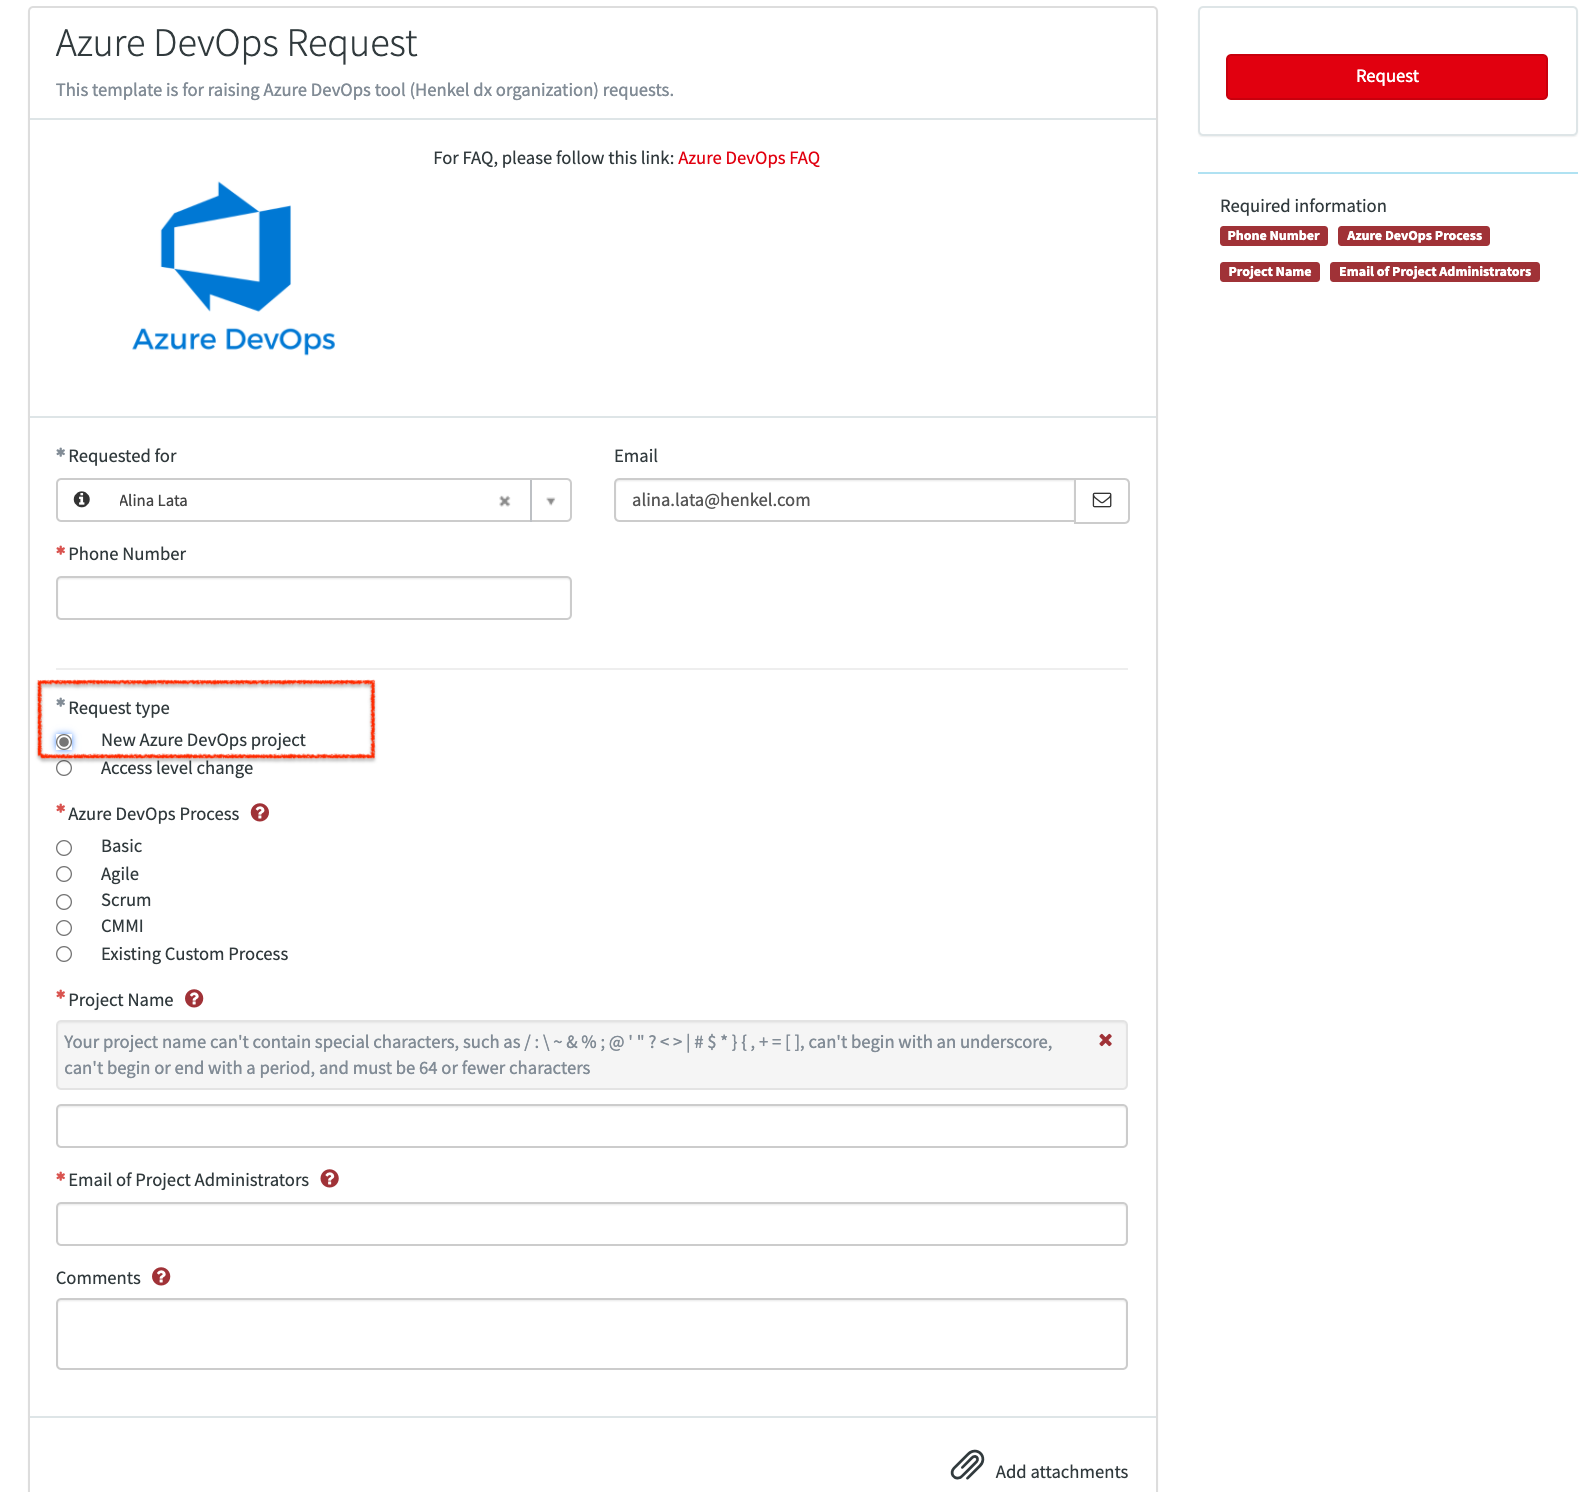 Azure DevOps Request
This template is for raising Azure DevOps tool (Henkel dx organization) requests.
For FAQ, please follow this link: Azure DevOps FAQ
Azure DevOps
* Requested for
Alina Lata
Email
alina.lata@henkel.com
* Phone Number
* Request type
New Azure DevOps project
Access level change
* Azure DevOps Process
Basic
Agile
Scrum
CMMI
Existing Custom Process
* Project Name
Your project name can't contain special characters, such as / : \ ~ & % ; @ ' " ? < > | # $ * } { , + = [ ], can't begin with an underscore,
can't begin or end with a period, and must be 64 or fewer characters
* Email of Project Administrators
Comments
Add attachments
Request
Required information
Phone Number Azure DevOps Process
Project Name Email of Project Administrators